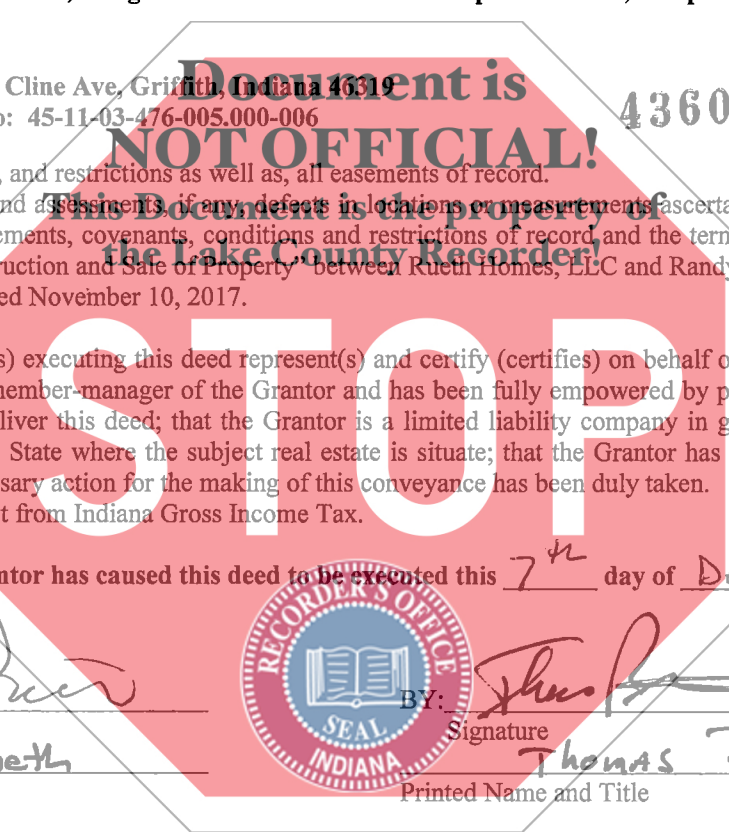 Cline Ave, Griffith, Indiana 46319
Document is
4360
o: 45-11-03-476-005.000-006
NOT OFFICIAL!
, and restrictions as well as, all easements of record.
This Document is the property of
nd assessments, if any, defects in locations or measurements ascerta
ements, covenants, conditions and restrictions of record and the term
the Lake County Recorder!
ruction and Sale of Property" between Rueth Homes, LLC and Randy
ed November 10, 2017.
STOP
s) executing this deed represent(s) and certify (certifies) on behalf o
nember-manager of the Grantor and has been fully empowered by p
liver this deed; that the Grantor is a limited liability company in g
State where the subject real estate is situate; that the Grantor has
sary action for the making of this conveyance has been duly taken.
t from Indiana Gross Income Tax.
ntor has caused this deed to be executed this 7th day of D
RECORDER'S OFFICE
SEAL
INDIANA
BY:
Signature
Thomas
Printed Name and Title